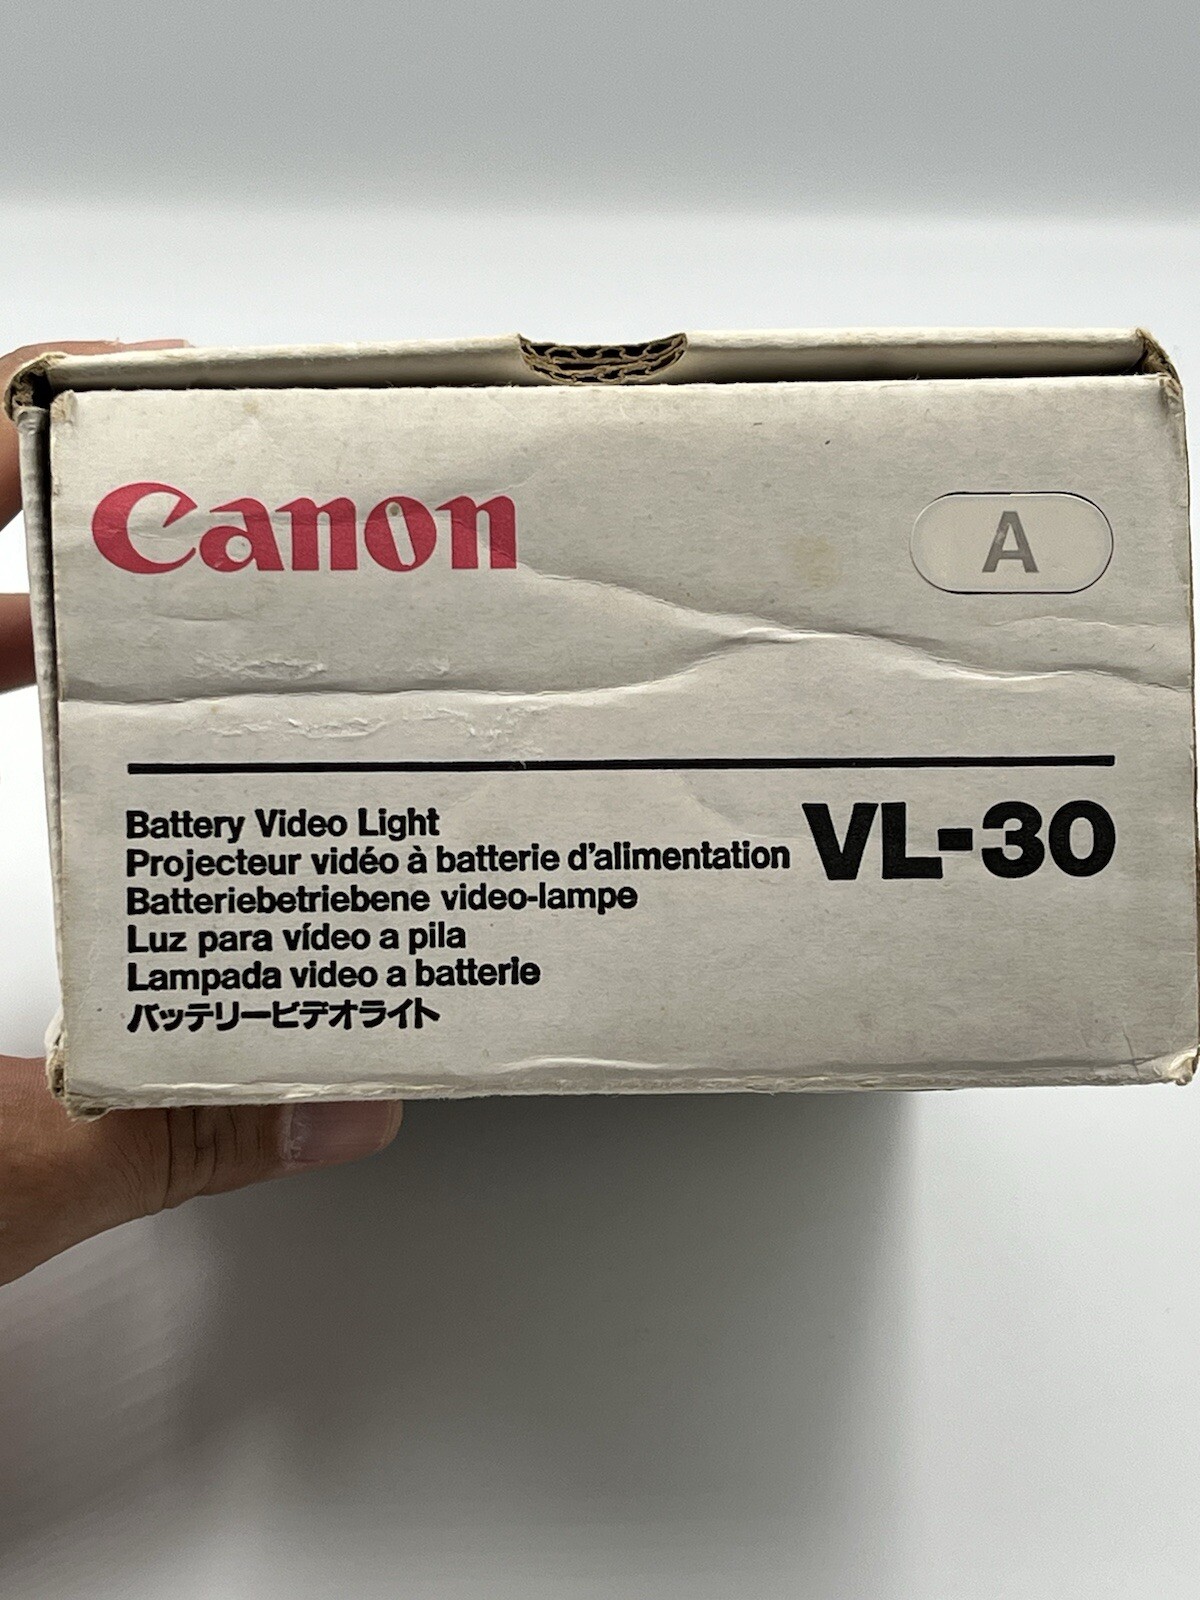 Canon
A
Battery Video Light
VL-30
Projecteur vidéo à batterie d'alimentation
Batteriebetriebene video-lampe
Luz para vídeo a pila
Lampada video a batterie
バッテリービデオライト